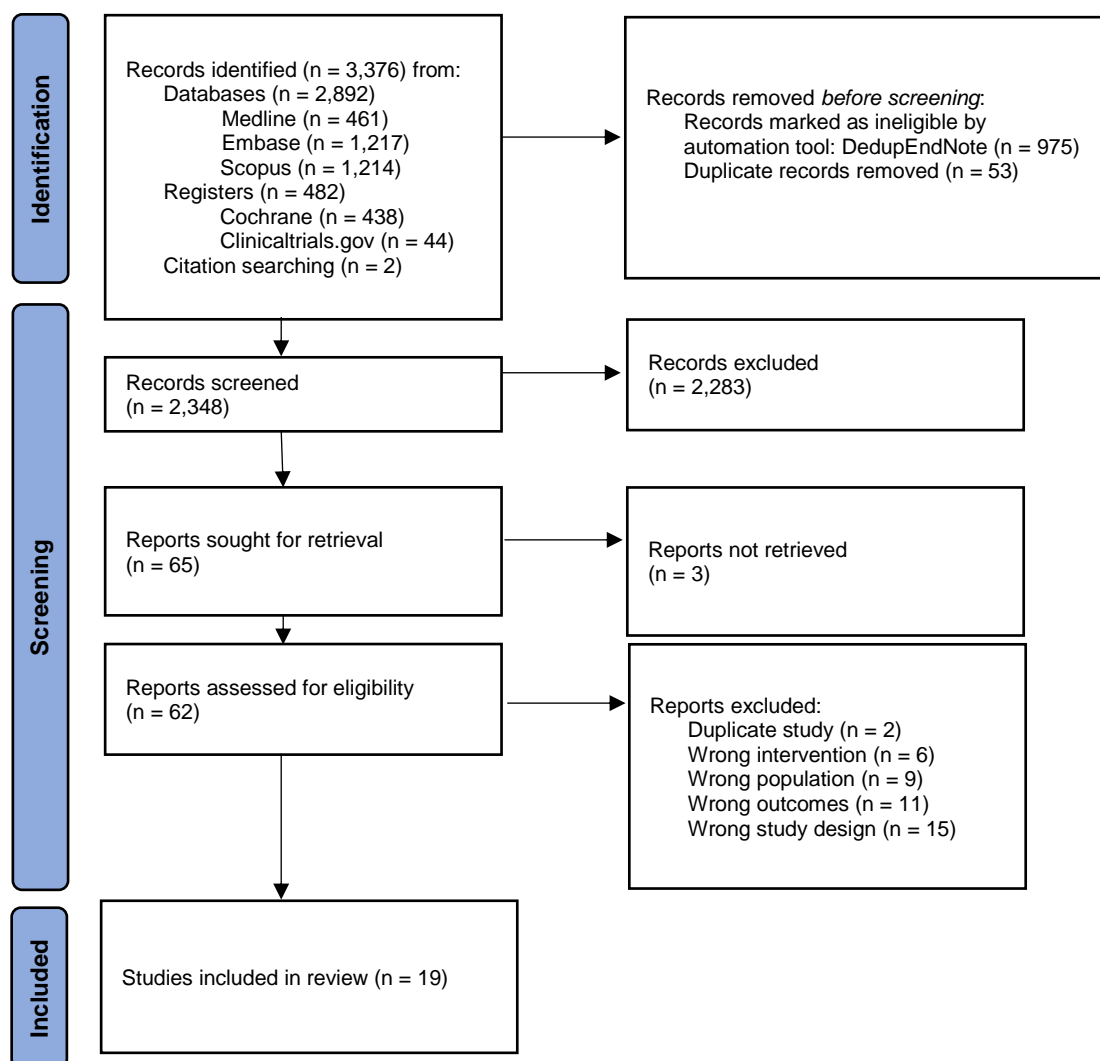 Identification
Records identified (n = 3,376) from:
Databases (n = 2,892)
Medline (n = 461)
Embase (n = 1,217)
Scopus (n = 1,214)
Registers (n = 482)
Cochrane (n = 438)
Clinicaltrials.gov (n = 44)
Citation searching (n = 2)
Records removed before screening:
Records marked as ineligible by
automation tool: DedupEndNote (n = 975)
Duplicate records removed (n = 53)
Screening
Records screened
(n = 2,348)
Records excluded
(n = 2,283)
Reports sought for retrieval
(n = 65)
Reports not retrieved
(n = 3)
Reports assessed for eligibility
(n = 62)
Reports excluded:
Duplicate study (n = 2)
Wrong intervention (n = 6)
Wrong population (n = 9)
Wrong outcomes (n = 11)
Wrong study design (n = 15)
Included
Studies included in review (n = 19)